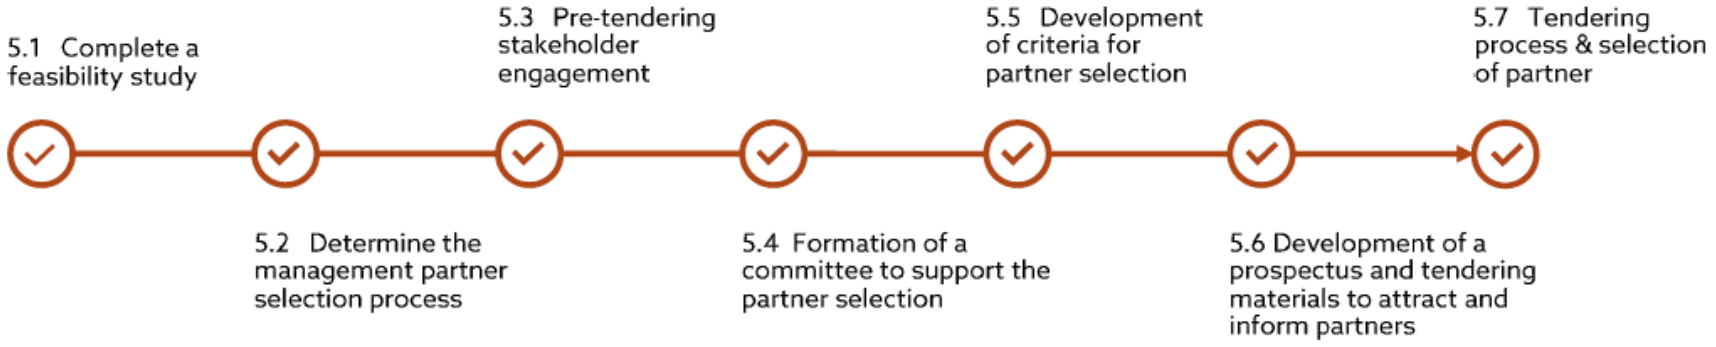 5.1 Complete a
feasibility study
5.2 Determine the
management partner
selection process
5.3 Pre-tendering
stakeholder
engagement
5.4 Formation of a
committee to support the
partner selection
5.5 Development
of criteria for
partner selection
5.6 Development of a
prospectus and tendering
materials to attract and
inform partners
5.7 Tendering
process & selection
of partner